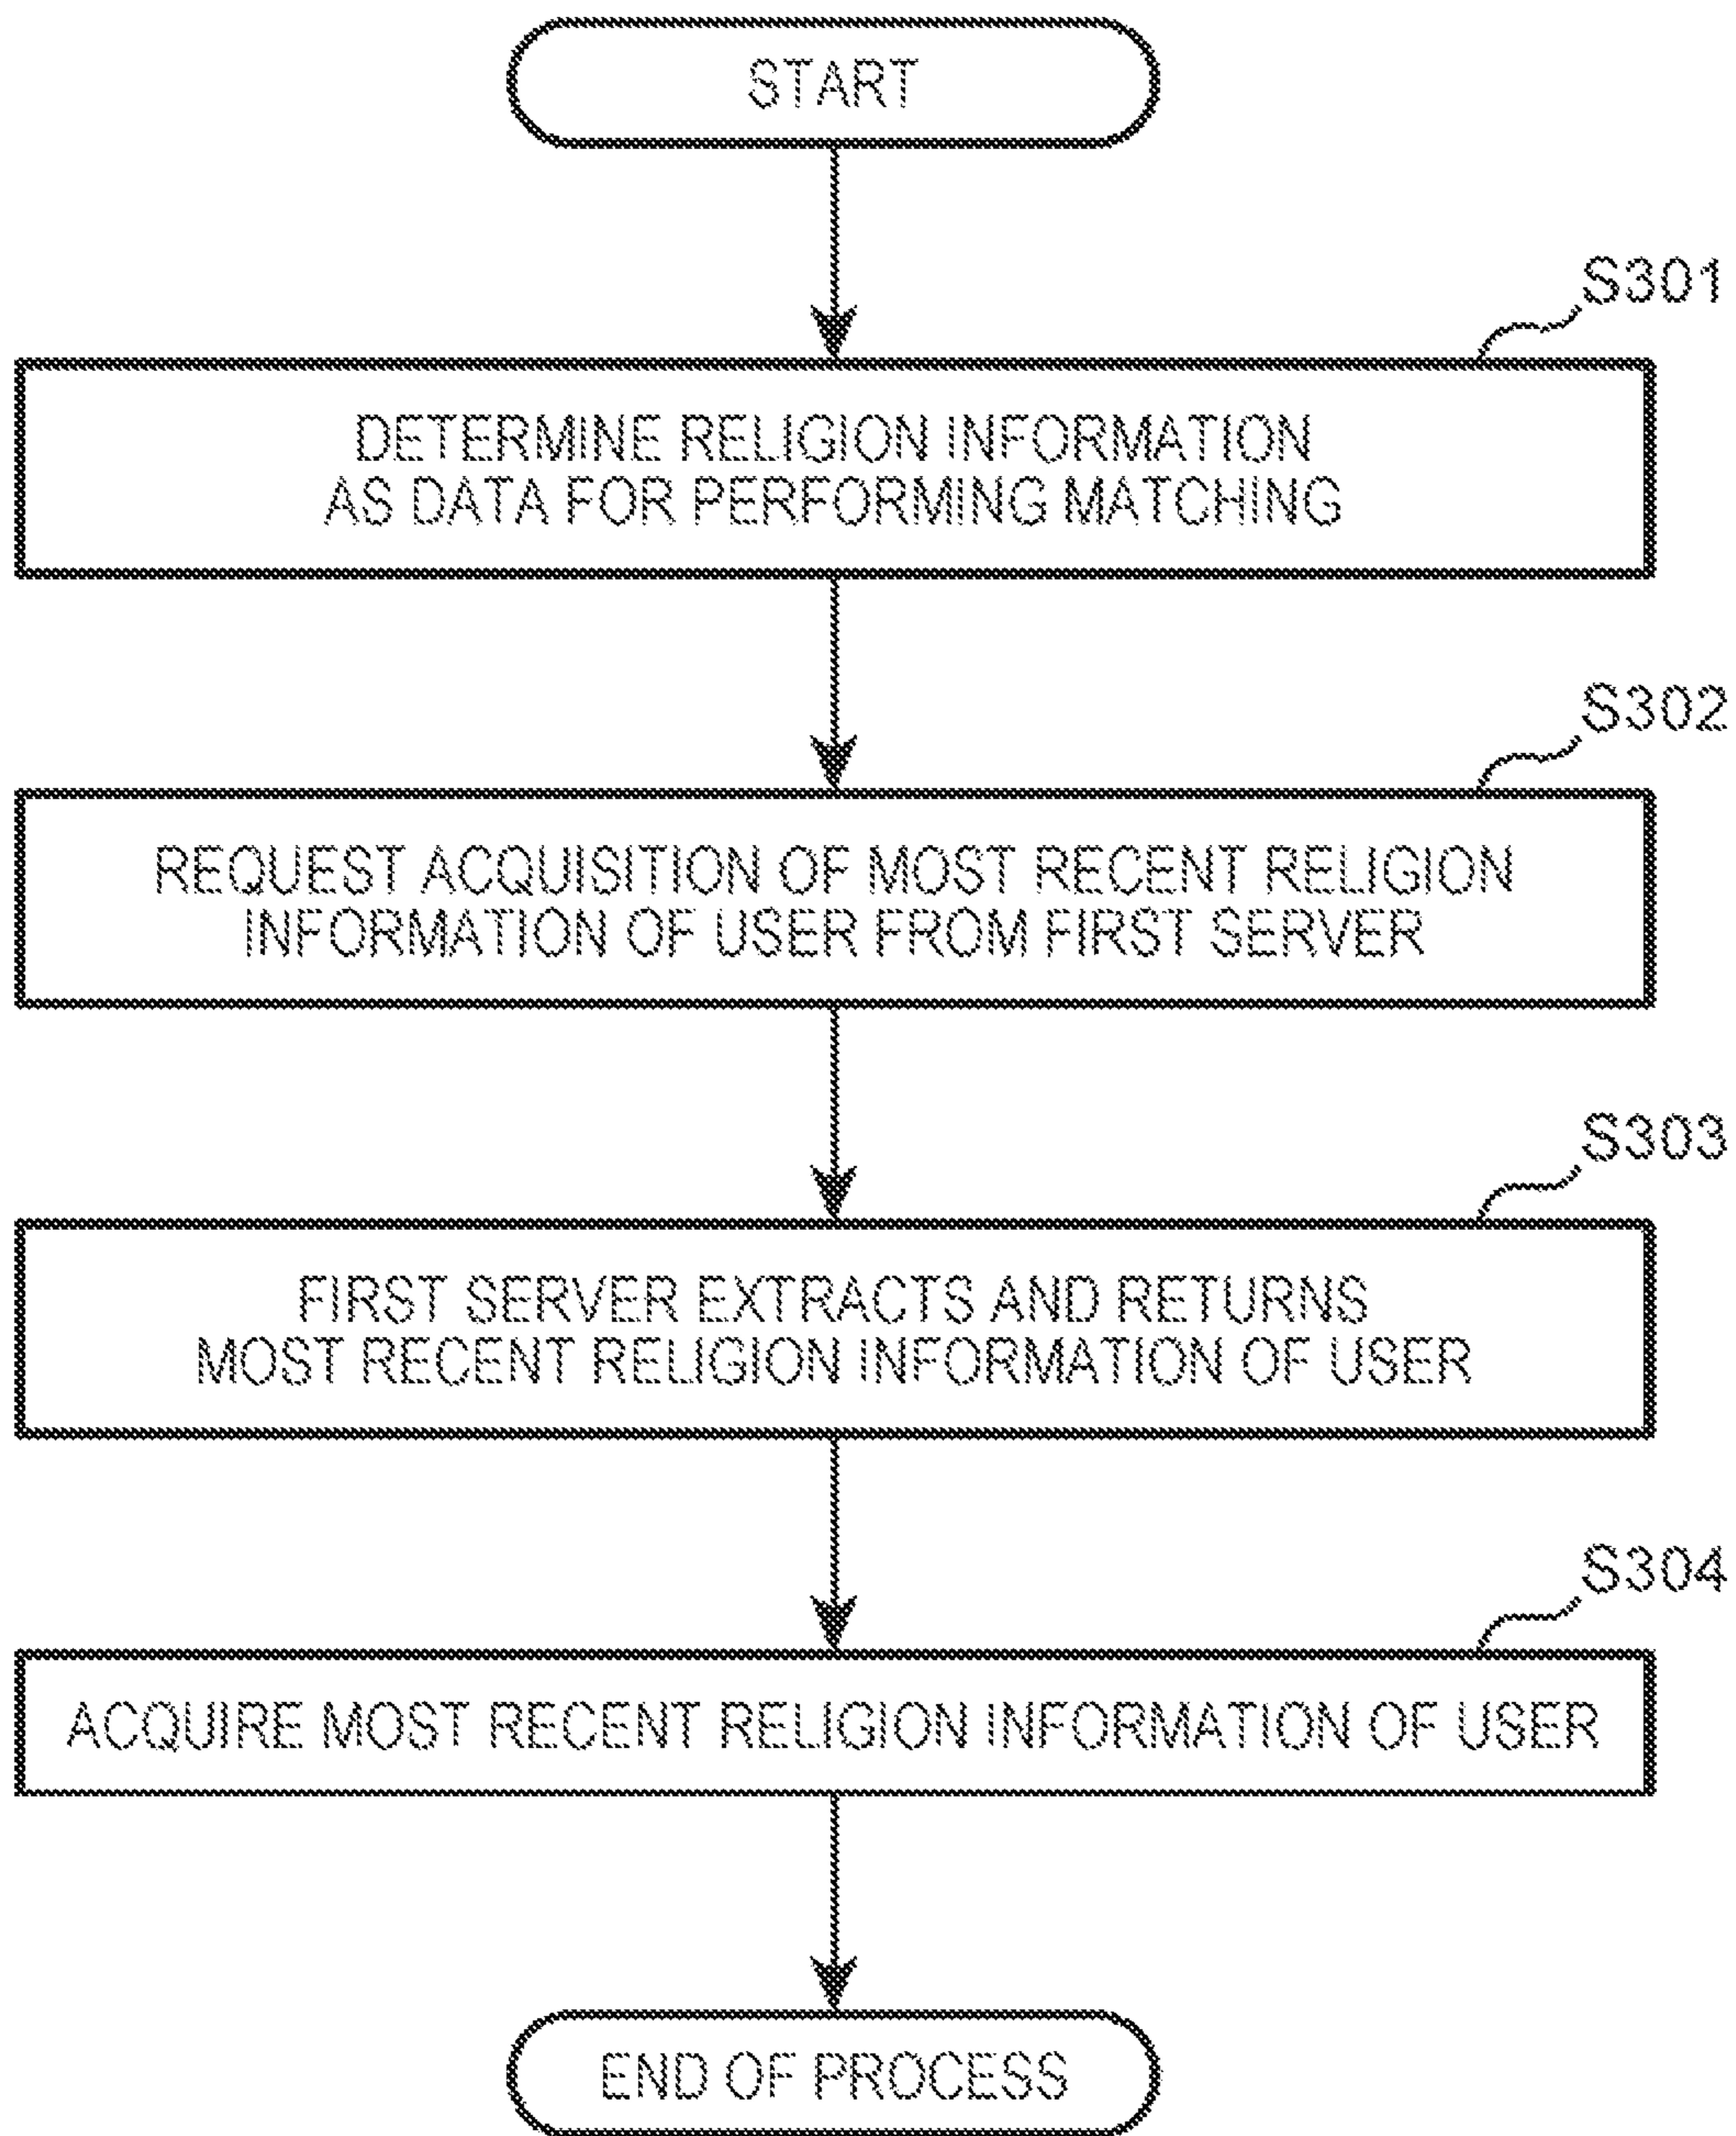 START
S301
DETERMINE RELIGION INFORMATION
AS DATA FOR PERFORMING MATCHING
S302
REQUEST ACQUISITION OF MOST RECENT RELIGION
INFORMATION OF USER FROM FIRST SERVER
S303
FIRST SERVER EXTRACTS AND RETURNS
MOST RECENT RELIGION INFORMATION OF USER
S304
ACQUIRE MOST RECENT RELIGION INFORMATION OF USER
END OF PROCESS